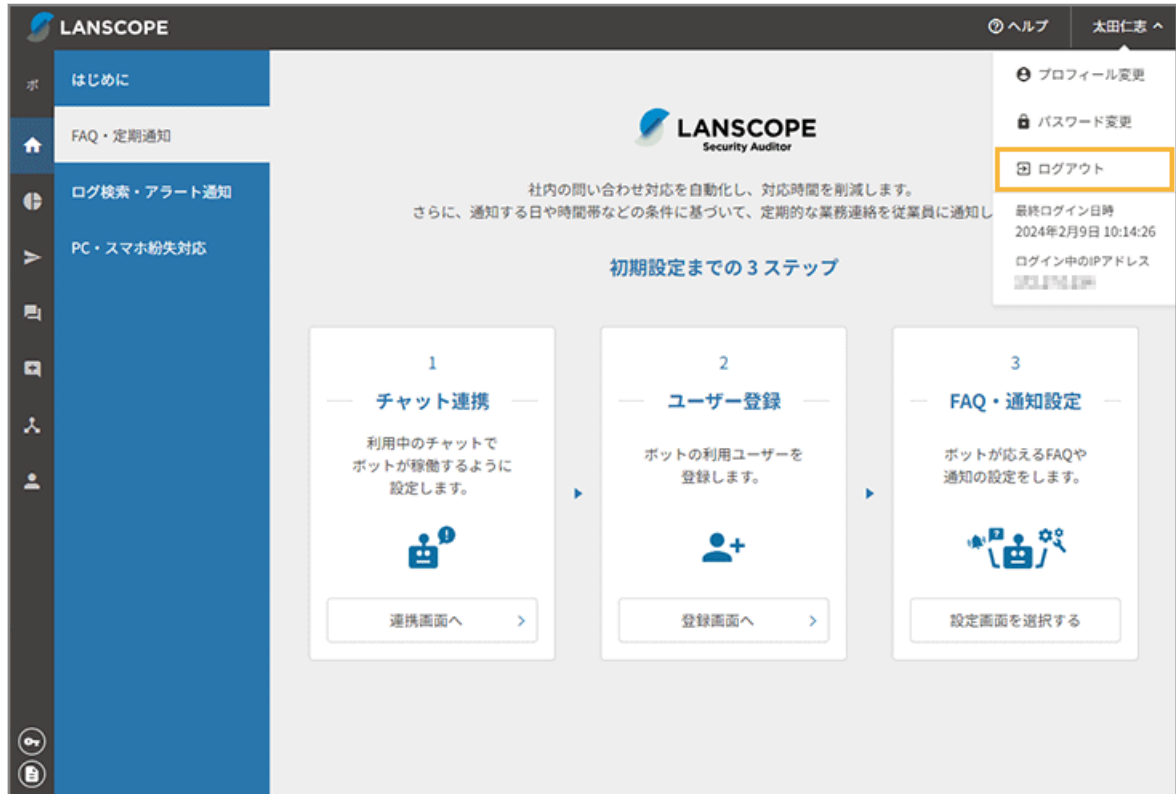 LANSCOPE
ヘルプ
太田仁志
ボ
はじめに
FAQ・定期通知
ログ検索・アラート通知
PC・スマホ紛失対応
プロフィール変更
パスワード変更
ログアウト
最終ログイン日時
2024年2月9日 10:14:26
ログイン中のIPアドレス
LANSCOPE
Security Auditor
社内の問い合わせ対応を自動化し、対応時間を削減します。
さらに、通知する日や時間帯などの条件に基づいて、定期的な業務連絡を従業員に通知し
初期設定までの3ステップ
1
チャット連携
利用中のチャットで
ボットが稼働するように
設定します。
連携画面へ
2
ユーザー登録
ボットの利用ユーザーを
登録します。
登録画面へ
3
FAQ・通知設定
ボットが応えるFAQや
通知の設定をします。
設定画面を選択する